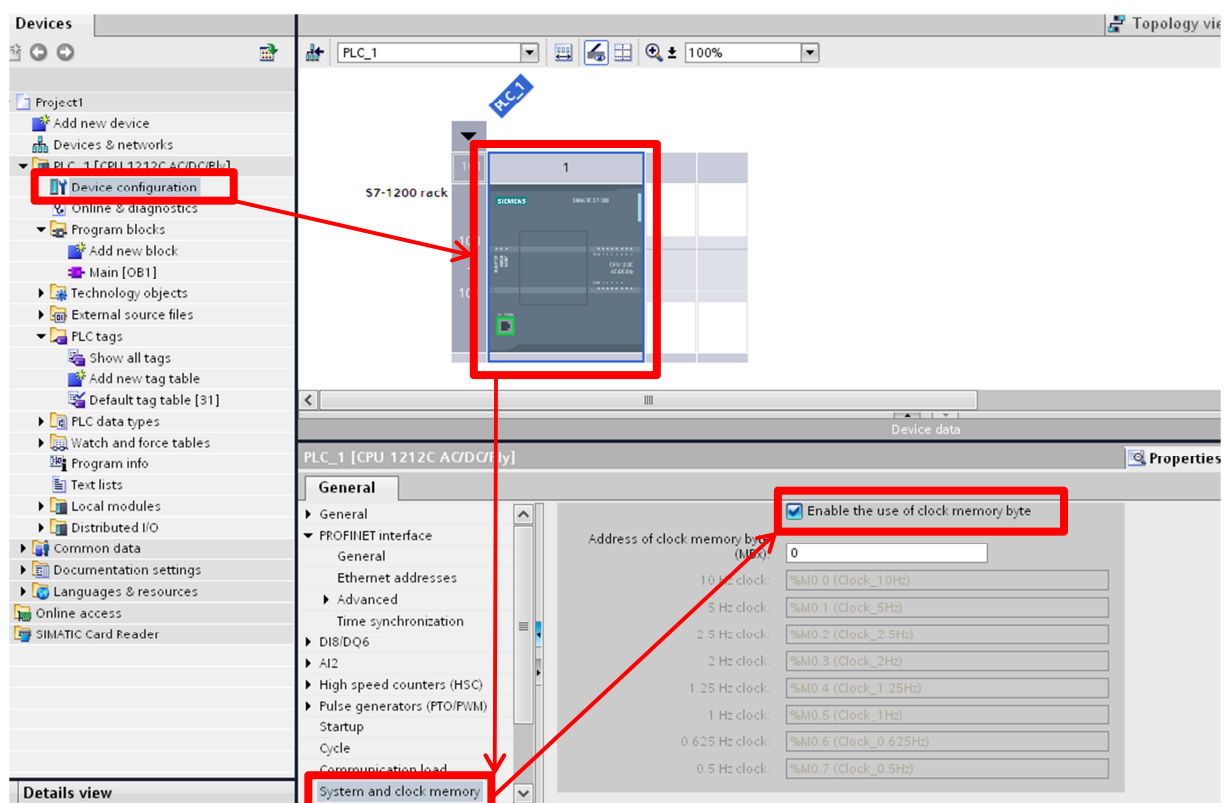 Devices
Topology vie
PLC_1
100%
Project1
Add new device
Devices & networks
PLC_1 [CPU 1212C AC/DC/Rly]
Device configuration
Online & diagnostics
Program blocks
Add new block
Main [OB1]
Technology objects
External source files
PLC tags
Show all tags
Add new tag table
Default tag table [31]
PLC data types
Watch and force tables
Program info
Text lists
Local modules
Distributed I/O
Common data
Documentation settings
Languages & resources
Online access
SIMATIC Card Reader
Details view
PLC_1
1
S7-1200 rack
SIEMENS
Device data
PLC_1 [CPU 1212C AC/DC/Rly]
Properties
General
General
PROFINET interface
General
Ethernet addresses
Advanced
Time synchronization
DI8/DQ6
AI2
High speed counters (HSC)
Pulse generators (PTO/PWM)
Startup
Cycle
Communication load
System and clock memory
Enable the use of clock memory byte
Address of clock memory byte
(MBx): 0
10 Hz clock: %M0.0 (Clock_10Hz)
5 Hz clock: %M0.1 (Clock_5Hz)
2.5 Hz clock: %M0.2 (Clock_2.5Hz)
2 Hz clock: %M0.3 (Clock_2Hz)
1.25 Hz clock: %M0.4 (Clock_1.25Hz)
1 Hz clock: %M0.5 (Clock_1Hz)
0.625 Hz clock: %M0.6 (Clock_0.625Hz)
0.5 Hz clock: %M0.7 (Clock_0.5Hz)